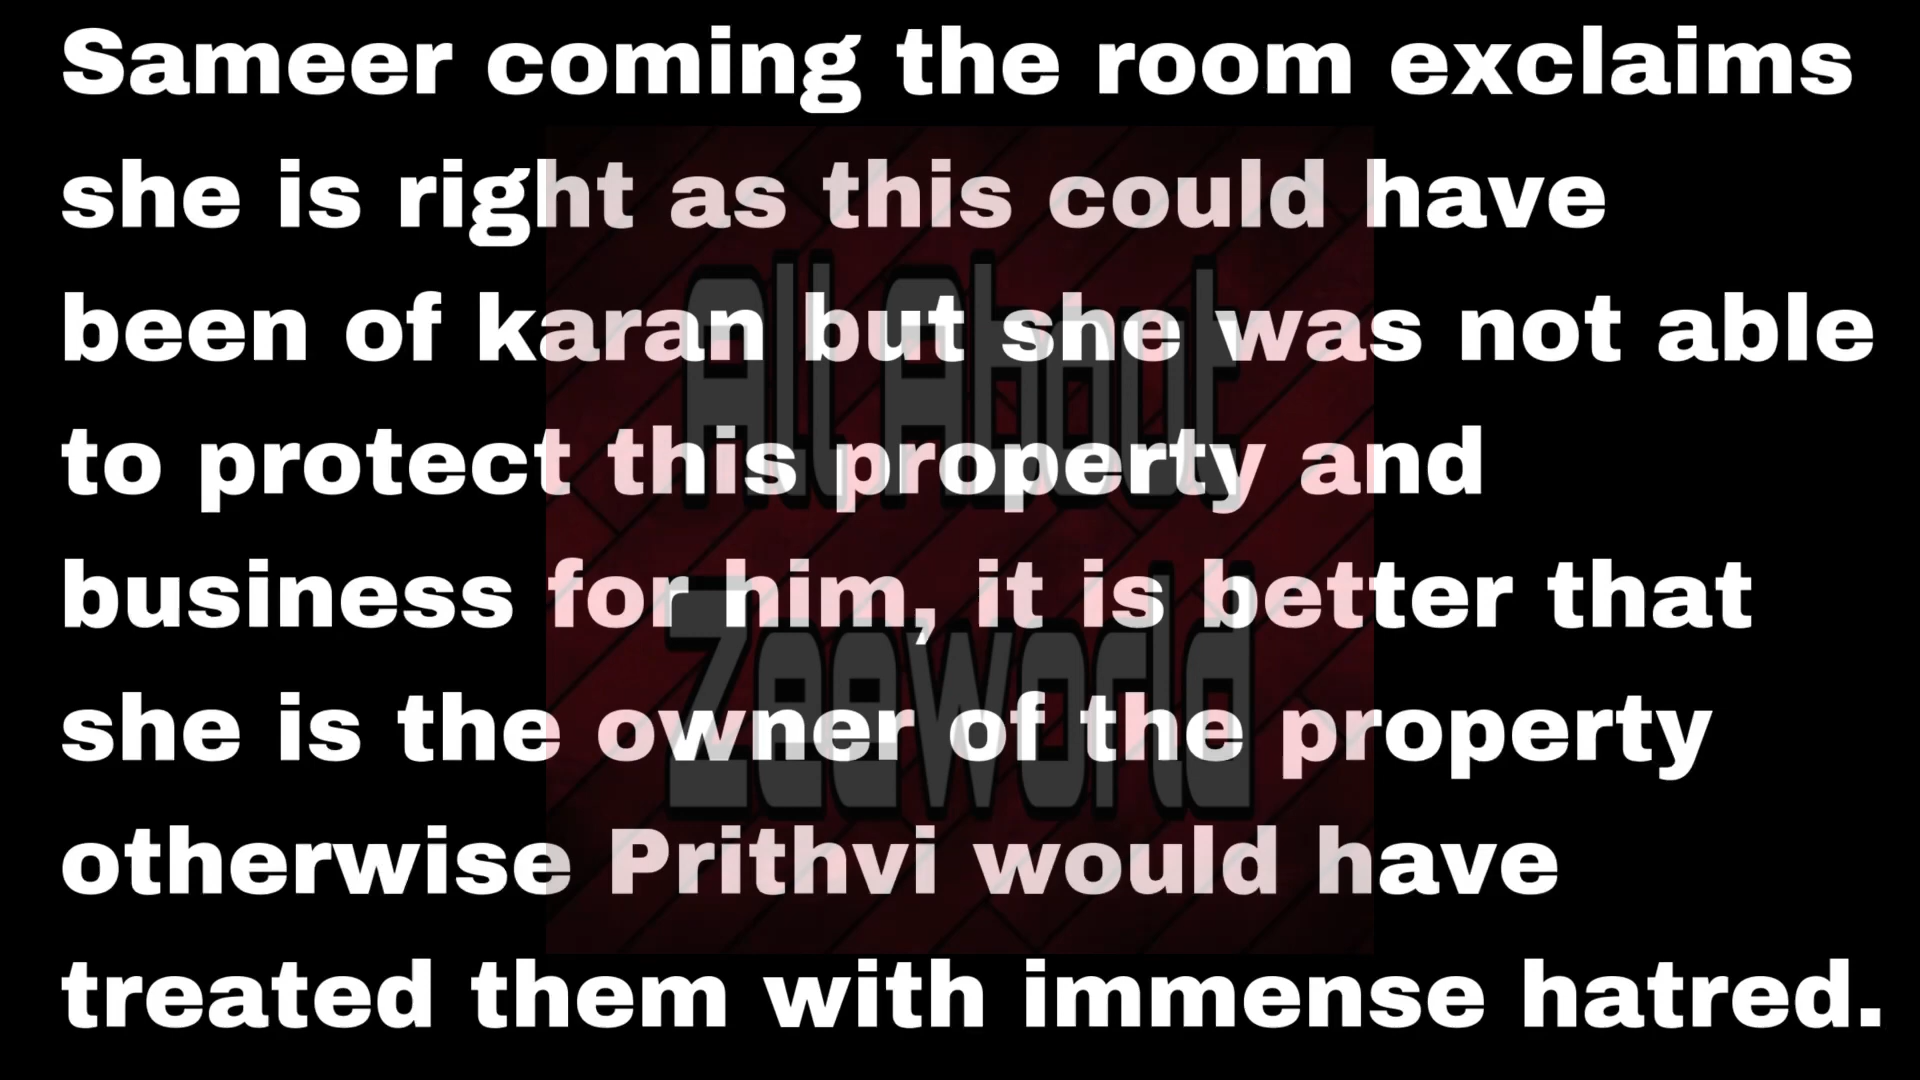 Sameer coming the room exclaims
she is right as this could have
been of karan but she was not able
to protect this property and
business for him, it is better that
she is the owner of the property
otherwise Prithvi would have
treated them with immense hatred.
All About
Zeeworld